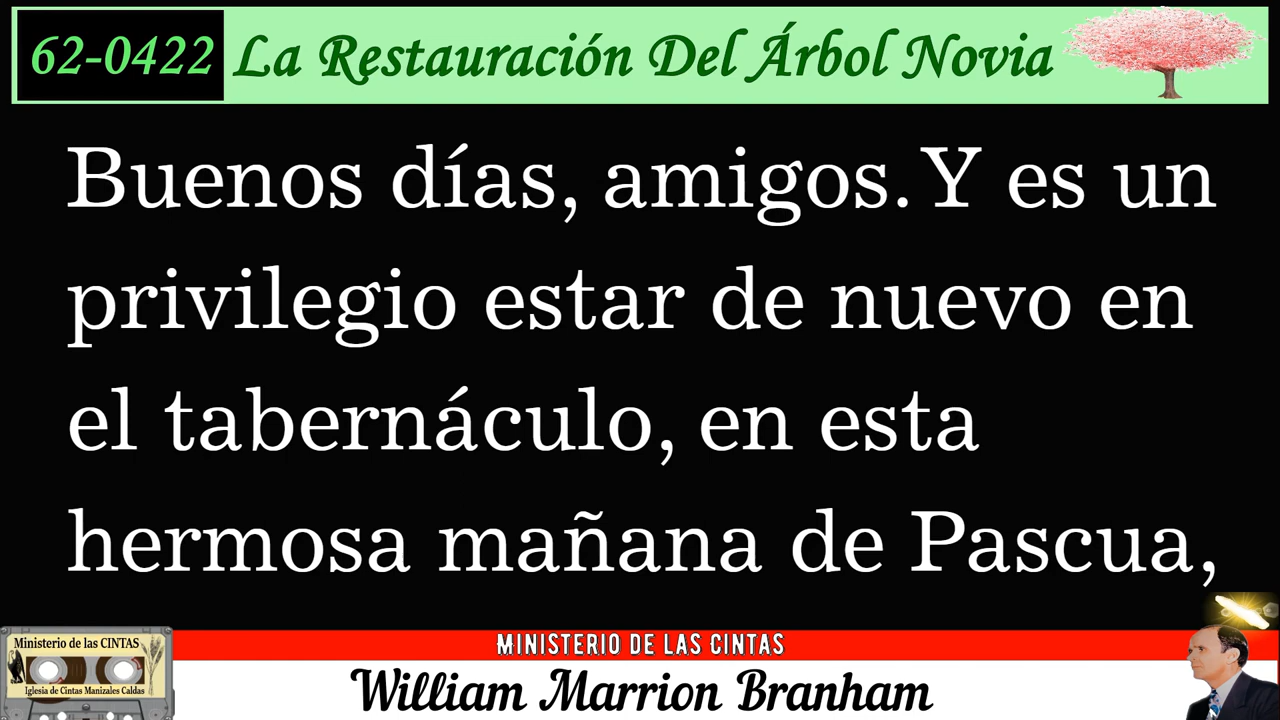 62-0422 La Restauración Del Árbol Novia
Buenos días, amigos. Y es un
privilegio estar de nuevo en
el tabernáculo, en esta
hermosa mañana de Pascua,
Ministerio de las CINTAS
Iglesia de Cintas Manizales Caldas
MINISTERIO DE LAS CINTAS
William Marrion Branham